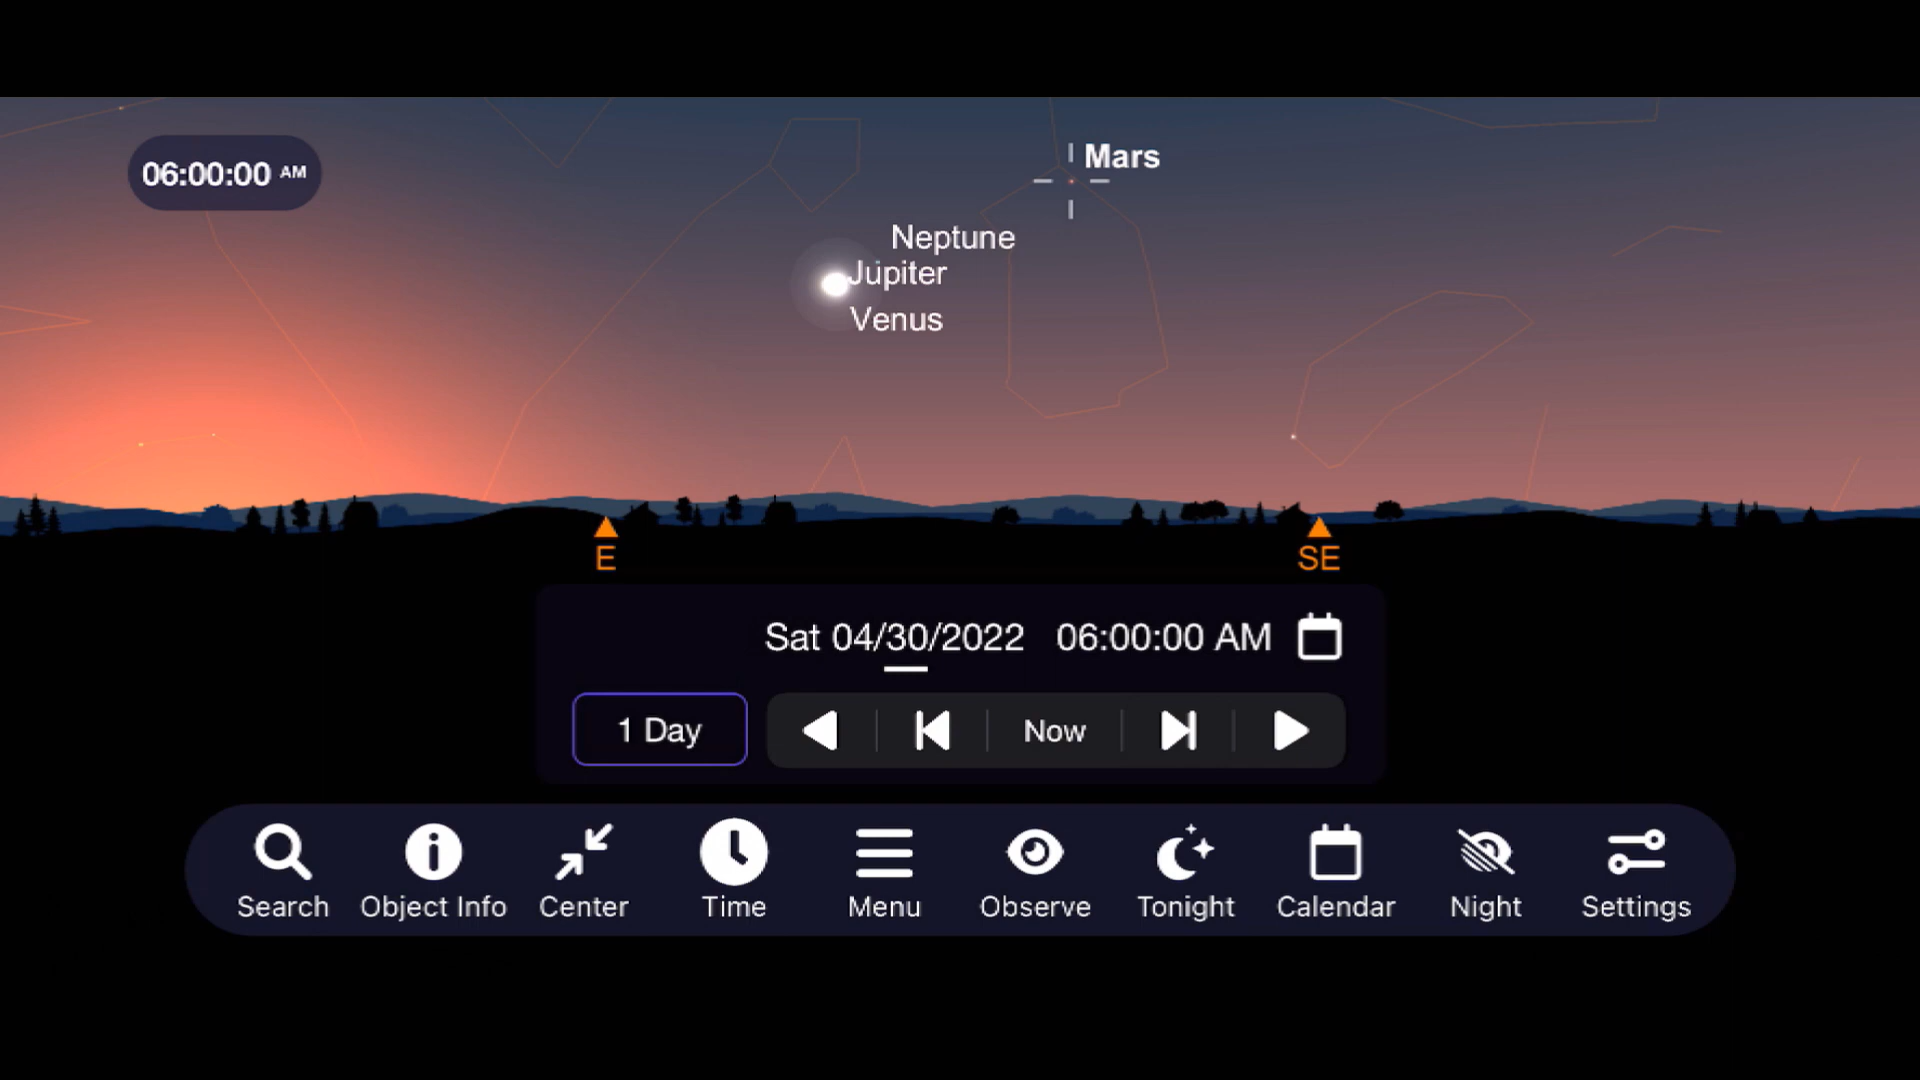 06:00:00 AM
Mars
Neptune
Jupiter
Venus
E
SE
Sat 04/30/2022 06:00:00 AM
1 Day
Now
Search Object Info Center Time Menu Observe Tonight Calendar Night Settings